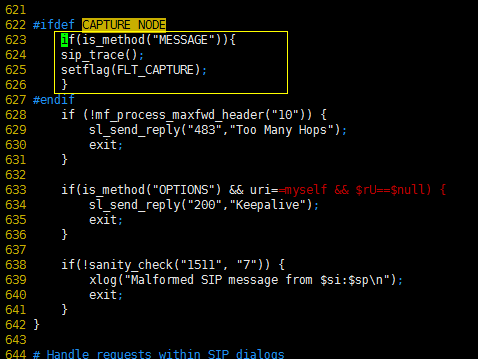 621
622 #ifdef CAPTURE NODE
623 if(is_method("MESSAGE")){
624 sip_trace();
625 setflag(FLT_CAPTURE);
626 }
627 #endif
628 if (!mf_process_maxfwd_header("10")) {
629 sl_send_reply("483","Too Many Hops");
630 exit;
631 }
632
633 if(is_method("OPTIONS") && uri==myself && $rU==$null) {
634 sl_send_reply("200","Keepalive");
635 exit;
636 }
637
638 if(!sanity_check("1511", "7")) {
639 xlog("Malformed SIP message from $si:$sp\n");
640 exit;
641 }
642 }
643
644 # Handle requests within SIP dialogs